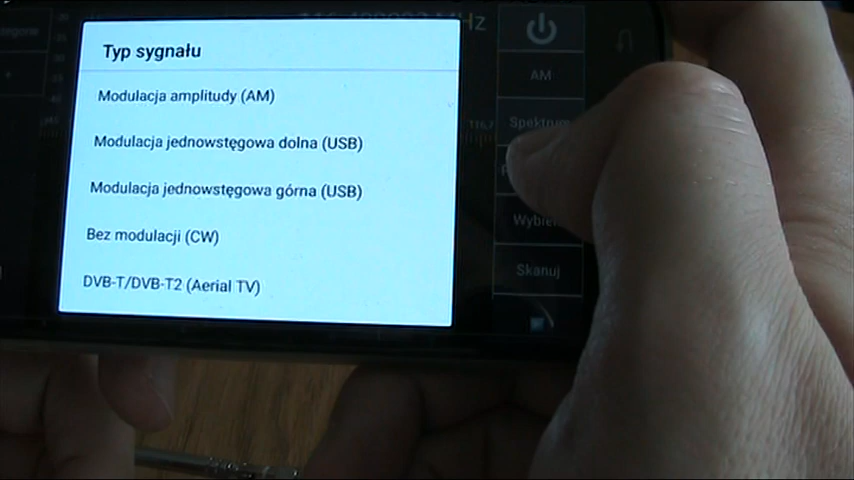 Typ sygnału
Modulacja amplitudy (AM)
Modulacja jednowstęgowa dolna (USB)
Modulacja jednowstęgowa górna (USB)
Bez modulacji (CW)
DVB-T/DVB-T2 (Aerial TV)
AM
Skanuj